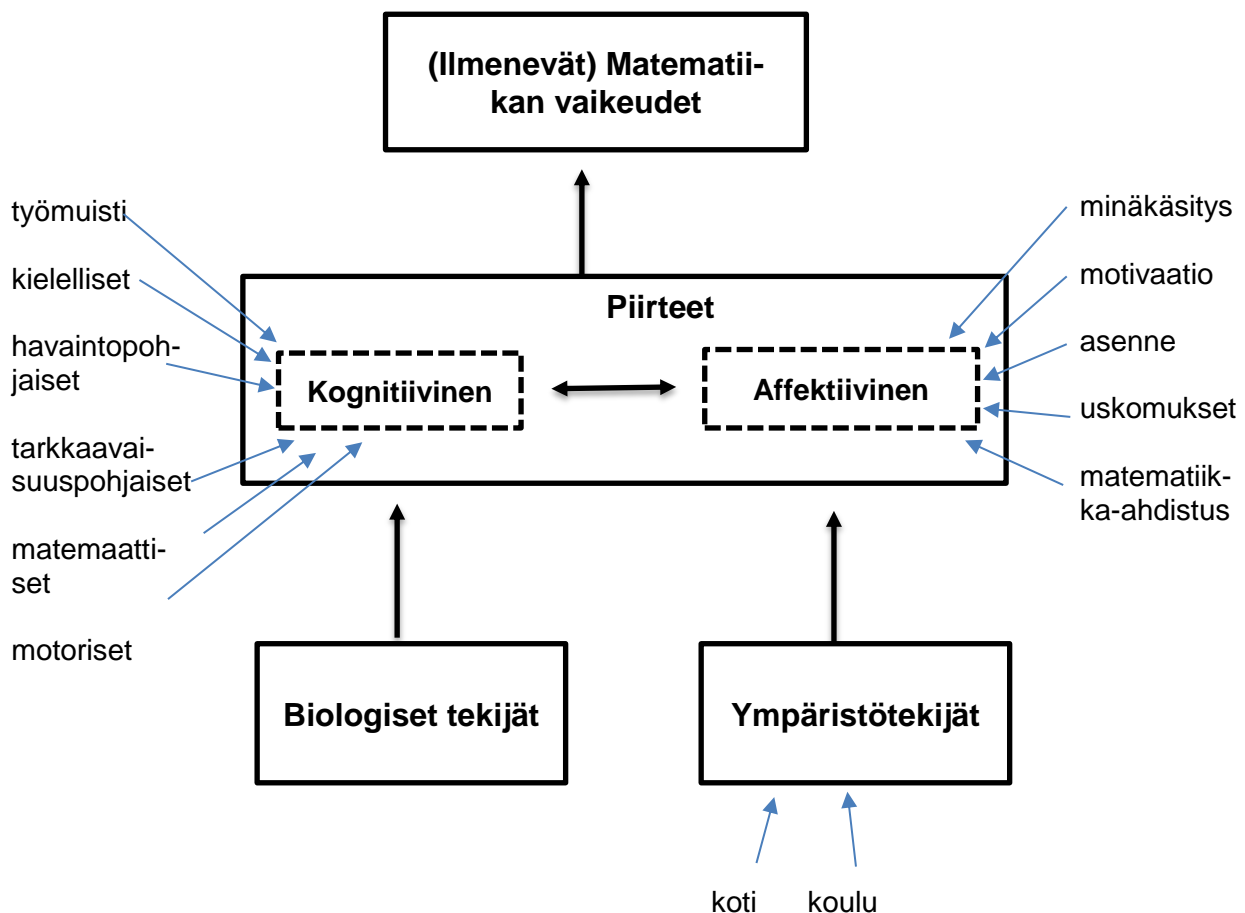 (Ilmenevät) Matematii-
kan vaikeudet
työmuisti
kielelliset
havaintopoh-
jaiset
tarkkaavai-
suuspohjaiset
matemaatti-
set
motoriset
Piirteet
Kognitiivinen
Affektiivinen
minäkäsitys
motivaatio
asenne
uskomukset
matematiik-
ka-ahdistus
Biologiset tekijät
Ympäristötekijät
koti
koulu